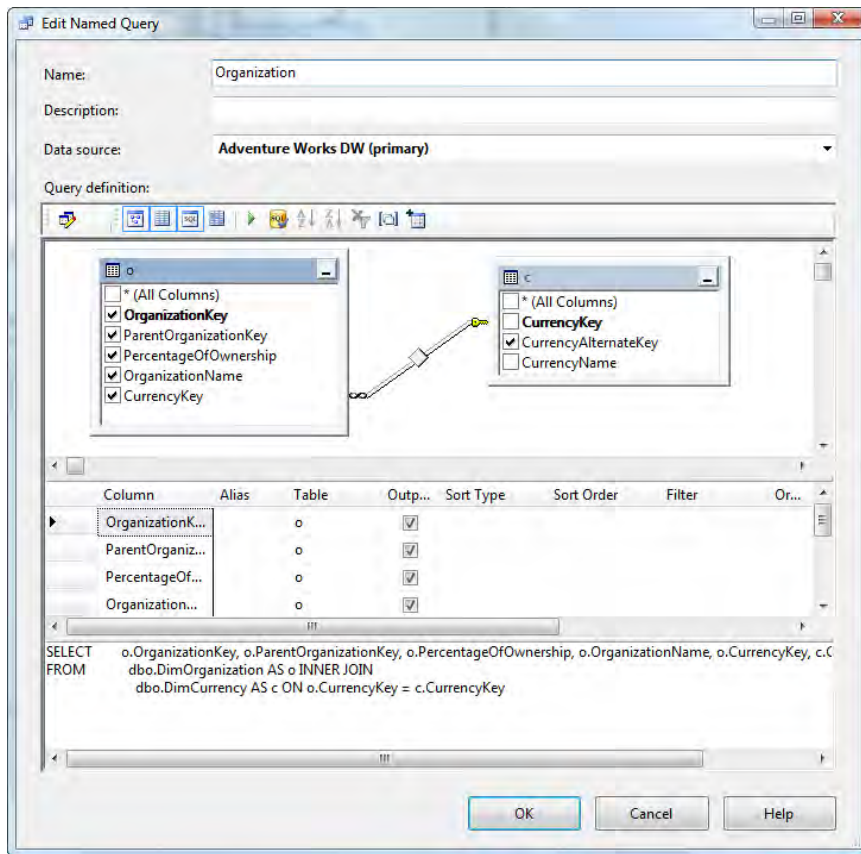 Edit Named Query
Name: Organization
Description:
Data source: Adventure Works DW (primary)
Query definition:
SQL SQL
o
* (All Columns)
OrganizationKey
ParentOrganizationKey
PercentageOfOwnership
OrganizationName
CurrencyKey
c
* (All Columns)
CurrencyKey
CurrencyAlternateKey
CurrencyName
Column Alias Table Outp... Sort Type Sort Order Filter Or...
OrganizationK... o
ParentOrganiz... o
PercentageOf... o
Organization... o
SELECT o.OrganizationKey, o.ParentOrganizationKey, o.PercentageOfOwnership, o.OrganizationName, o.CurrencyKey, c.C
FROM dbo.DimOrganization AS o INNER JOIN
dbo.DimCurrency AS c ON o.CurrencyKey = c.CurrencyKey
OK Cancel Help